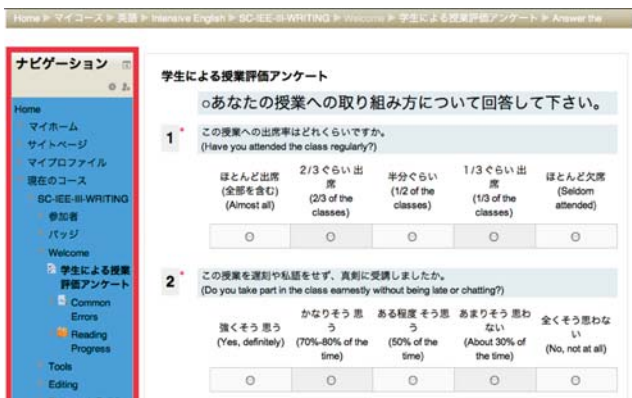 Home ▶ マイコース ▶ 英語 ▶ Intensive English ▶ SC-IEE-III-WRITING ▶ Welcome ▶ 学生による授業評価アンケート ▶ Answer the
ナビゲーション
Home
マイホーム
サイトページ
マイプロファイル
現在のコース
SC-IEE-III-WRITING
参加者
バッジ
Welcome
学生による授業
評価アンケート
Common
Errors
Reading
Progress
Tools
Editing
学生による授業評価アンケート
○あなたの授業への取り組み方について回答して下さい。
1 *
この授業への出席率はどれくらいですか。
(Have you attended the class regularly?)
ほとんど出席
(全部を含む)
(Almost all)
2/3ぐらい 出
席
(2/3 of the
classes)
半分ぐらい
(1/2 of the
classes)
1/3ぐらい 出
席
(1/3 of the
classes)
ほとんど欠席
(Seldom
attended)
2 *
この授業を遅刻や私語をせず、真剣に受講しましたか。
(Do you take part in the class earnestly without being late or chatting?)
強くそう 思う
(Yes, definitely)
かなりそう 思
う
(70%-80% of the
time)
ある程度 そう思
う
(50% of the
time)
あまりそう 思わ
ない
(About 30% of
the time)
全くそう思わな
い
(No, not at all)